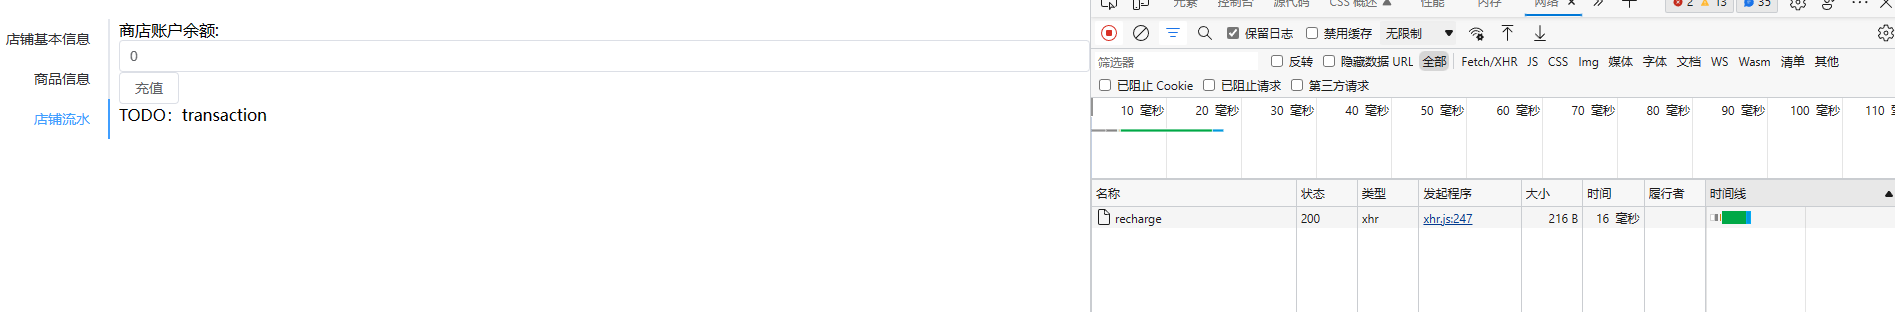 店铺基本信息
商品信息
店铺流水
商店账户余额:
0
充值
TODO：transaction
元素 控制台 源代码 CSS 概述 性能 内存 网络
2 13 35
保留日志 禁用缓存 无限制
筛选器 反转 隐藏数据 URL 全部 Fetch/XHR JS CSS Img 媒体 字体 文档 WS Wasm 清单 其他
已阻止 Cookie 已阻止请求 第三方请求
10 毫秒 20 毫秒 30 毫秒 40 毫秒 50 毫秒 60 毫秒 70 毫秒 80 毫秒 90 毫秒 100 毫秒 110
名称 状态 类型 发起程序 大小 时间 履行者 时间线
recharge 200 xhr xhr.js:247 216 B 16 毫秒